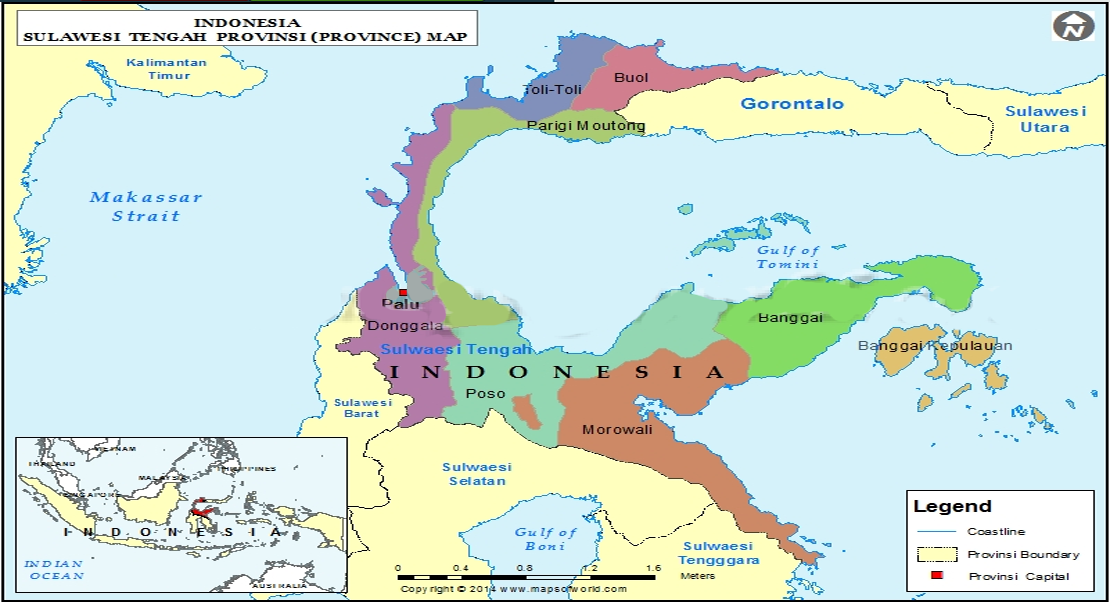 INDONESIA
SULAWESI TENGAH PROVINSI (PROVINCE) MAP
N
Kalimantan
Timur
Toli-Toli
Buol
Gorontalo
Sulawesi
Utara
Parigi Moutong
Makassar
Strait
Gulf of
Tomini
Palu
Donggala
Banggai
Banggai Kepulauan
Sulwaesi Tengah
INDONESIA
Poso
Sulawesi
Barat
Morowali
Sulwaesi
Selatan
Gulf of
Boni
Sulwaesi
Tengggara
VIETNAM
THAILAND
PHILIPPINES
MALAYSIA
INDONESIA
INDIAN
OCEAN
AUSTRALIA
0 0.4 0.8 1.2 1.6
Meters
Copyright © 2014 www.mapsofworld.com
Legend
Coastline
Provinsi Boundary
Provinsi Capital